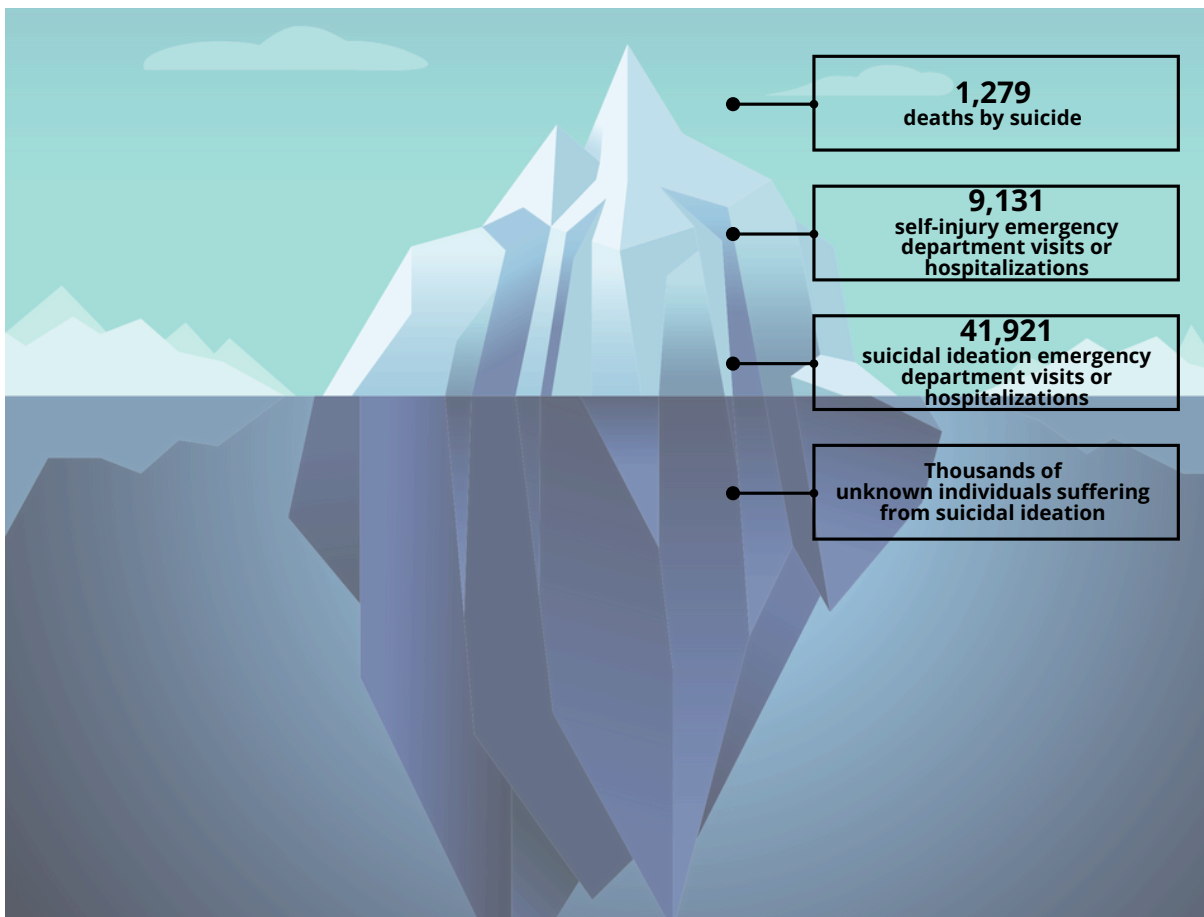 1,279
deaths by suicide
9,131
self-injury emergency
department visits or
hospitalizations
41,921
suicidal ideation emergency
department visits or
hospitalizations
Thousands of
unknown individuals suffering
from suicidal ideation